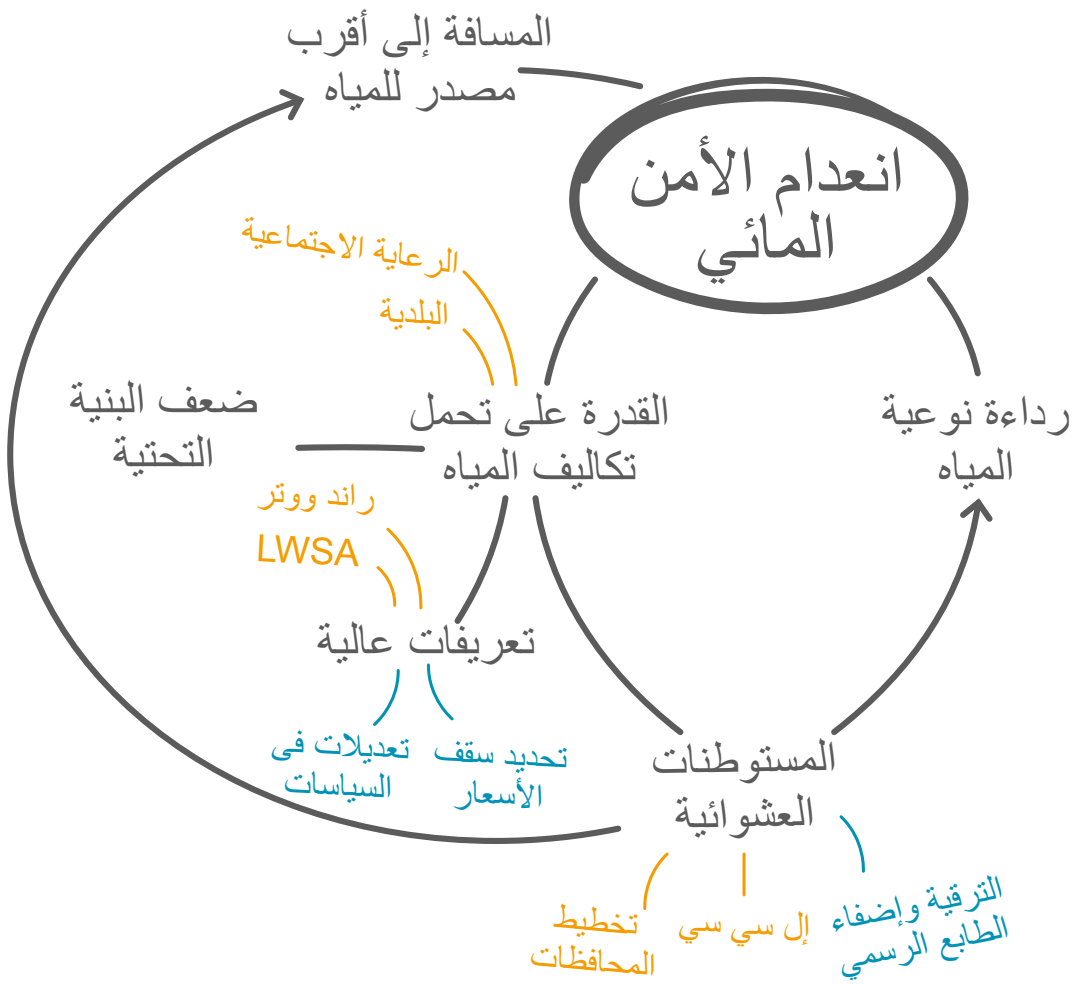 المسافة إلى أقرب
مصدر للمياه
انعدام الأمن
المائي
الرعاية الاجتماعية
البلدية
رداءة نوعية
المياه
القدرة على تحمل
تكاليف المياه
ضعف البنية
التحتية
راند ووتر
LWSA
تعريفات عالية
تحديد سقف
الأسعار
تعديلات فى
السياسات
المستوطنات
العشوائية
الترقية وإضفاء
الطابع الرسمي
إل سي سي
تخطيط
المحافظات